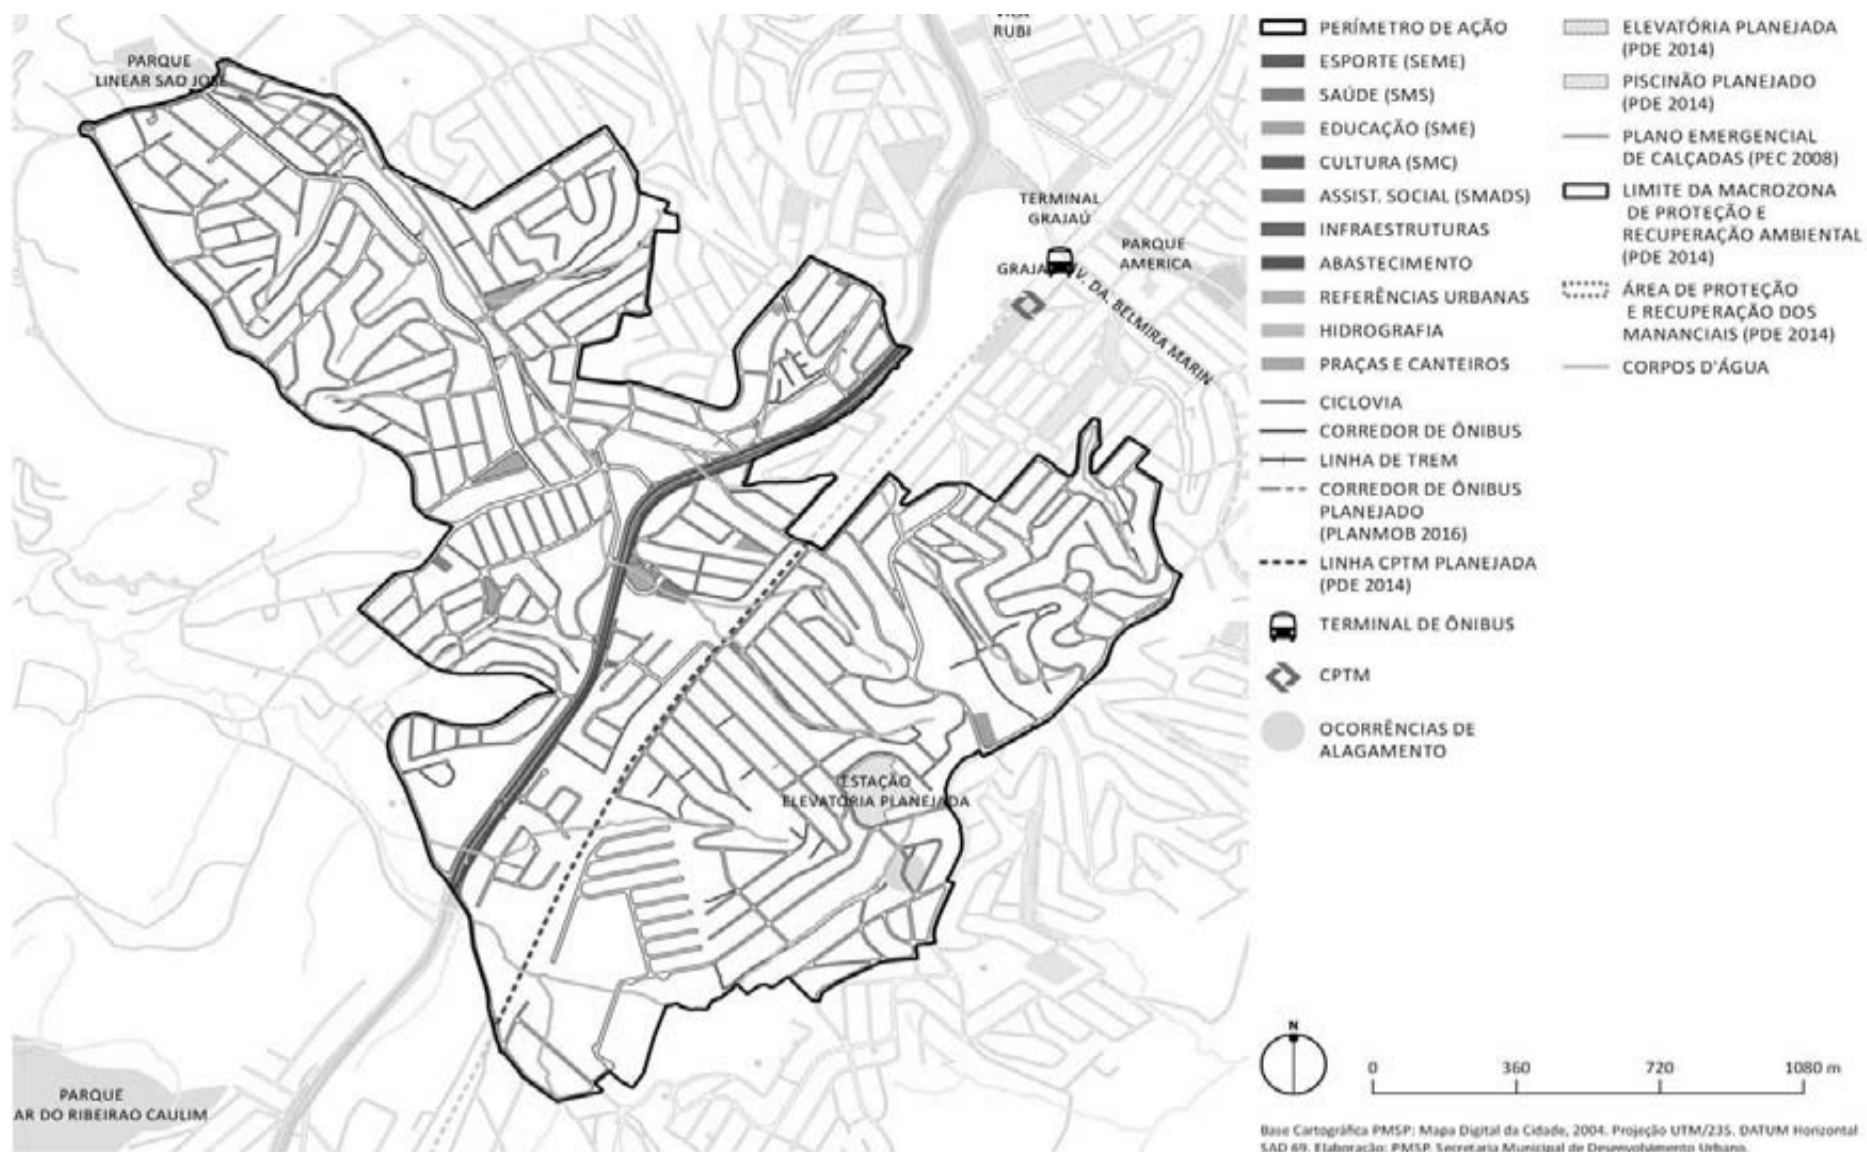 PARQUE
LINEAR SAO JOSE
RUBI
TERMINAL
GRAJAÚ
PARQUE
AMERICA
GRAJA
V. DA. BELMIRA MARIN
ESTAÇÃO
ELEVATÓRIA PLANEJADA
PARQUE
AR DO RIBEIRAO CAULIM
PERÍMETRO DE AÇÃO
ESPORTE (SEME)
SAÚDE (SMS)
EDUCAÇÃO (SME)
CULTURA (SMC)
ASSIST. SOCIAL (SMADS)
INFRAESTRUTURAS
ABASTECIMENTO
REFERÊNCIAS URBANAS
HIDROGRAFIA
PRAÇAS E CANTEIROS
CICLOVIA
CORREDOR DE ÔNIBUS
LINHA DE TREM
CORREDOR DE ÔNIBUS
PLANEJADO
(PLANMOB 2016)
LINHA CPTM PLANEJADA
(PDE 2014)
TERMINAL DE ÔNIBUS
CPTM
OCORRÊNCIAS DE
ALAGAMENTO
ELEVATÓRIA PLANEJADA
(PDE 2014)
PISCINÃO PLANEJADO
(PDE 2014)
PLANO EMERGENCIAL
DE CALÇADAS (PEC 2008)
LIMITE DA MACROZONA
DE PROTEÇÃO E
RECUPERAÇÃO AMBIENTAL
(PDE 2014)
ÁREA DE PROTEÇÃO
E RECUPERAÇÃO DOS
MANANCIAIS (PDE 2014)
CORPOS D'ÁGUA
N
0 360 720 1080 m
Base Cartográfica PMSP: Mapa Digital da Cidade, 2004. Projeção UTM/23S. DATUM Horizontal
SAD 69. Elaboração: PMSP. Secretaria Municipal de Desenvolvimento Urbano.